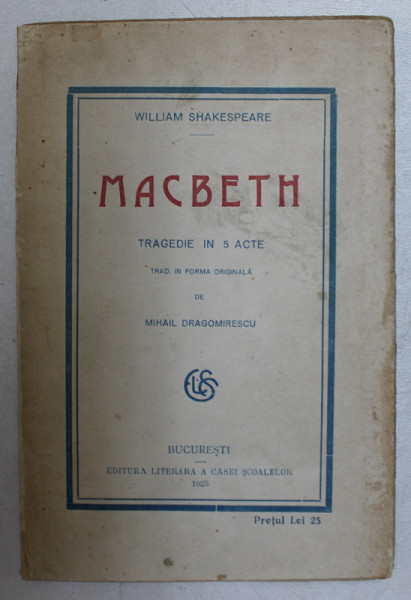 WILLIAM SHAKESPEARE
MACBETH
TRAGEDIE IN 5 ACTE
TRAD. IN FORMA ORIGINALĂ
DE
MIHAIL DRAGOMIRESCU
BUCUREȘTI
EDITURA LITERARA A CASEI ȘCOALELOR
1925
Prețul Lei 25